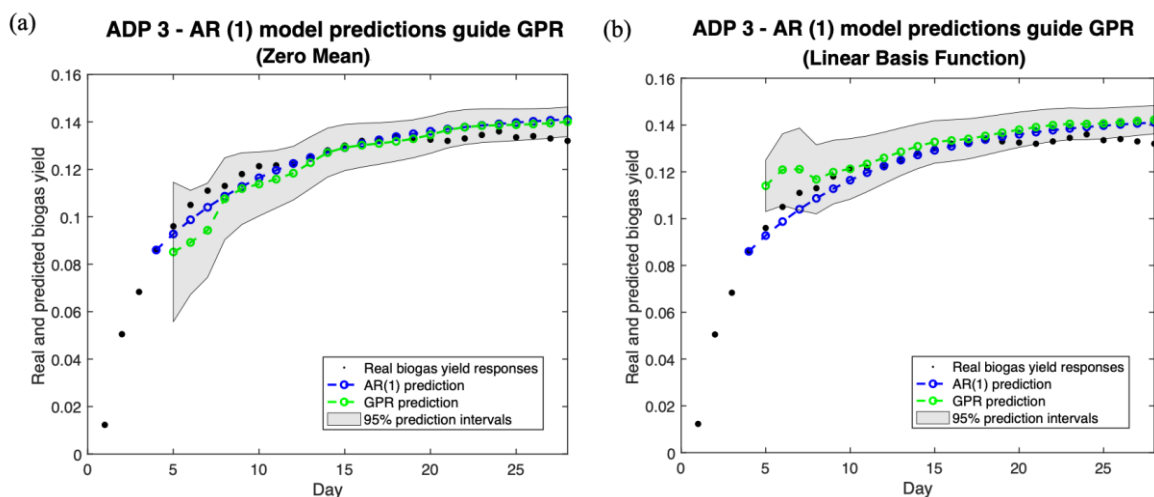 (a)
ADP 3 - AR (1) model predictions guide GPR
(Zero Mean)
Real and predicted biogas yield
0.16
0.14
0.12
0.1
0.08
0.06
0.04
0.02
0
0
5
10
15
20
25
Day
Real biogas yield responses
AR(1) prediction
GPR prediction
95% prediction intervals
(b)
ADP 3 - AR (1) model predictions guide GPR
(Linear Basis Function)
Real and predicted biogas yield
0.16
0.14
0.12
0.1
0.08
0.06
0.04
0.02
0
0
5
10
15
20
25
Day
Real biogas yield responses
AR(1) prediction
GPR prediction
95% prediction intervals